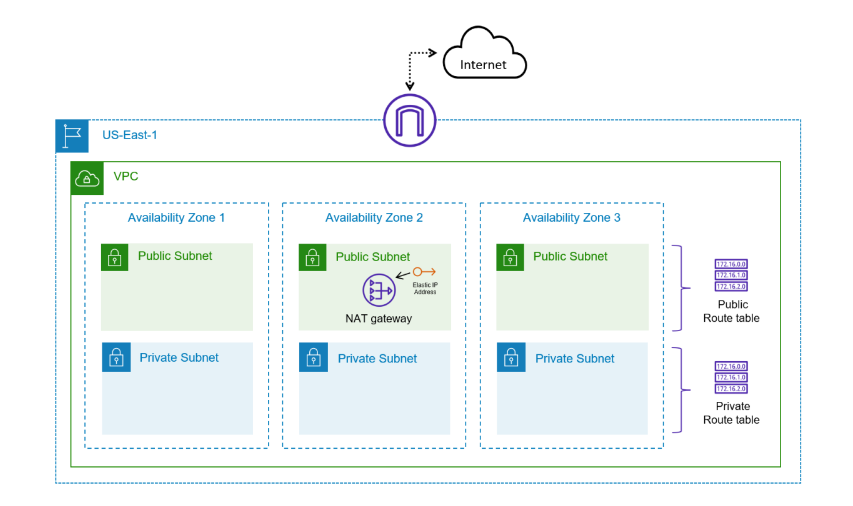 Internet
US-East-1
VPC
Availability Zone 1
Availability Zone 2
Availability Zone 3
Public Subnet
Public Subnet
Public Subnet
Elastic IP
Address
NAT gateway
172.16.0.0
172.16.1.0
172.16.2.0
Public
Route table
Private Subnet
Private Subnet
Private Subnet
172.16.0.0
172.16.1.0
172.16.2.0
Private
Route table